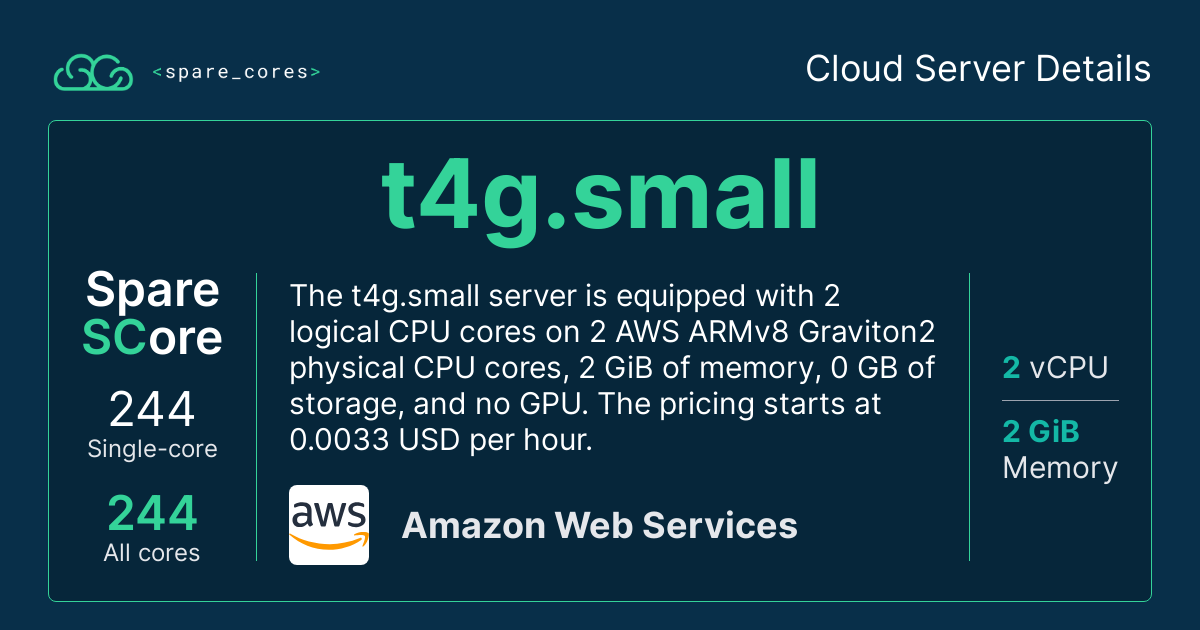 <spare_cores>
Cloud Server Details
t4g.small
Spare
SCore
244
Single-core
244
All cores
The t4g.small server is equipped with 2
logical CPU cores on 2 AWS ARMv8 Graviton2
physical CPU cores, 2 GiB of memory, 0 GB of
storage, and no GPU. The pricing starts at
0.0033 USD per hour.
aws
Amazon Web Services
2 vCPU
2 GiB
Memory